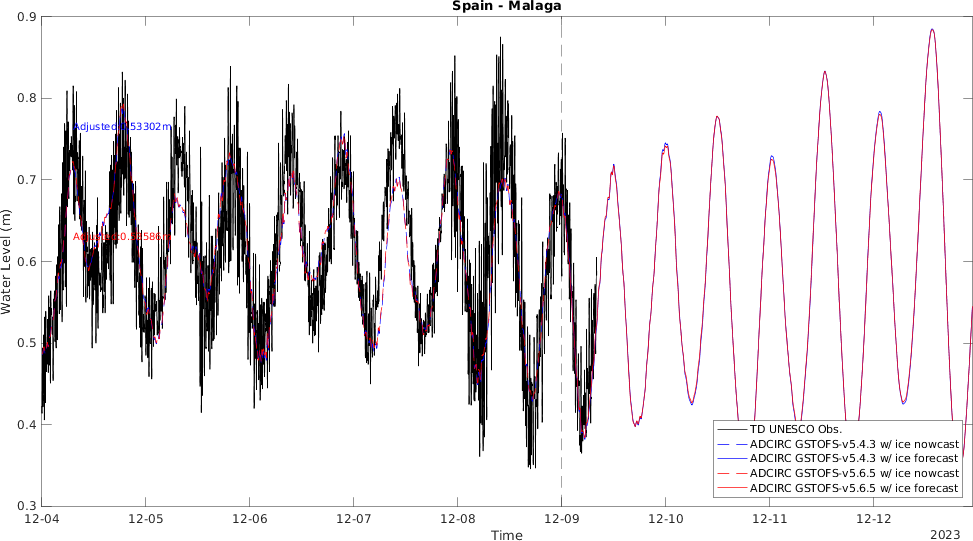 Spain - Malaga
0.9
0.8
0.7
0.6
0.5
0.4
0.3
Water Level (m)
12-04
12-05
12-06
12-07
12-08
12-09
12-10
12-11
12-12
2023
Time
TD UNESCO Obs.
ADCIRC GSTOFS-v5.4.3 w/ ice nowcast
ADCIRC GSTOFS-v5.4.3 w/ ice forecast
ADCIRC GSTOFS-v5.6.5 w/ ice nowcast
ADCIRC GSTOFS-v5.6.5 w/ ice forecast